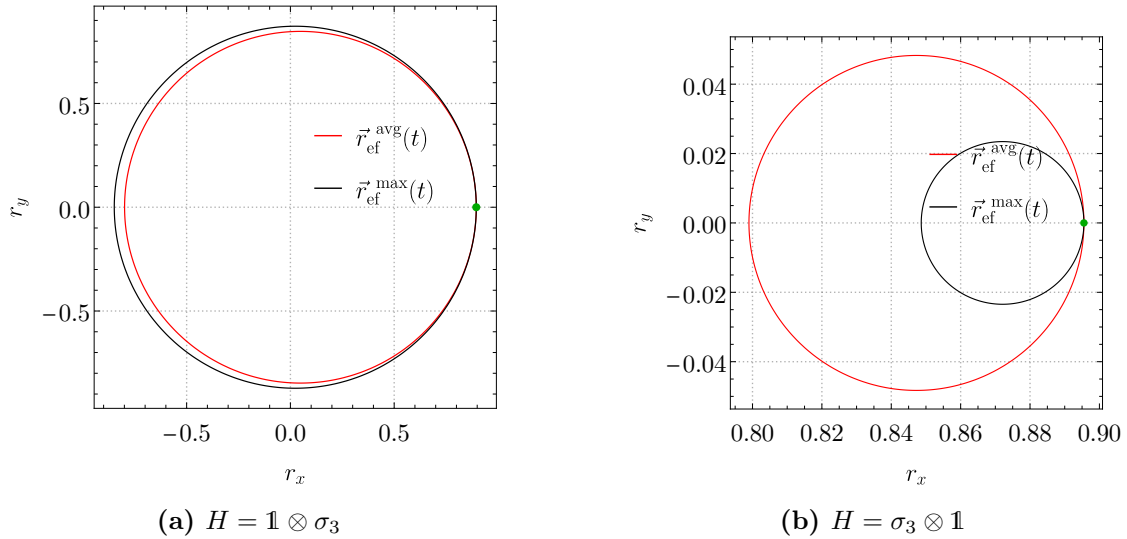 0.5
0.0
−0.5
r_y
−0.5
0.0
0.5
r_x
r⃗_ef^avg(t)
r⃗_ef^max(t)
(a) H = 𝟙 ⊗ σ₃
0.04
0.02
0.00
−0.02
−0.04
r_y
0.80
0.82
0.84
0.86
0.88
0.90
r_x
r⃗_ef^avg(t)
r⃗_ef^max(t)
(b) H = σ₃ ⊗ 𝟙